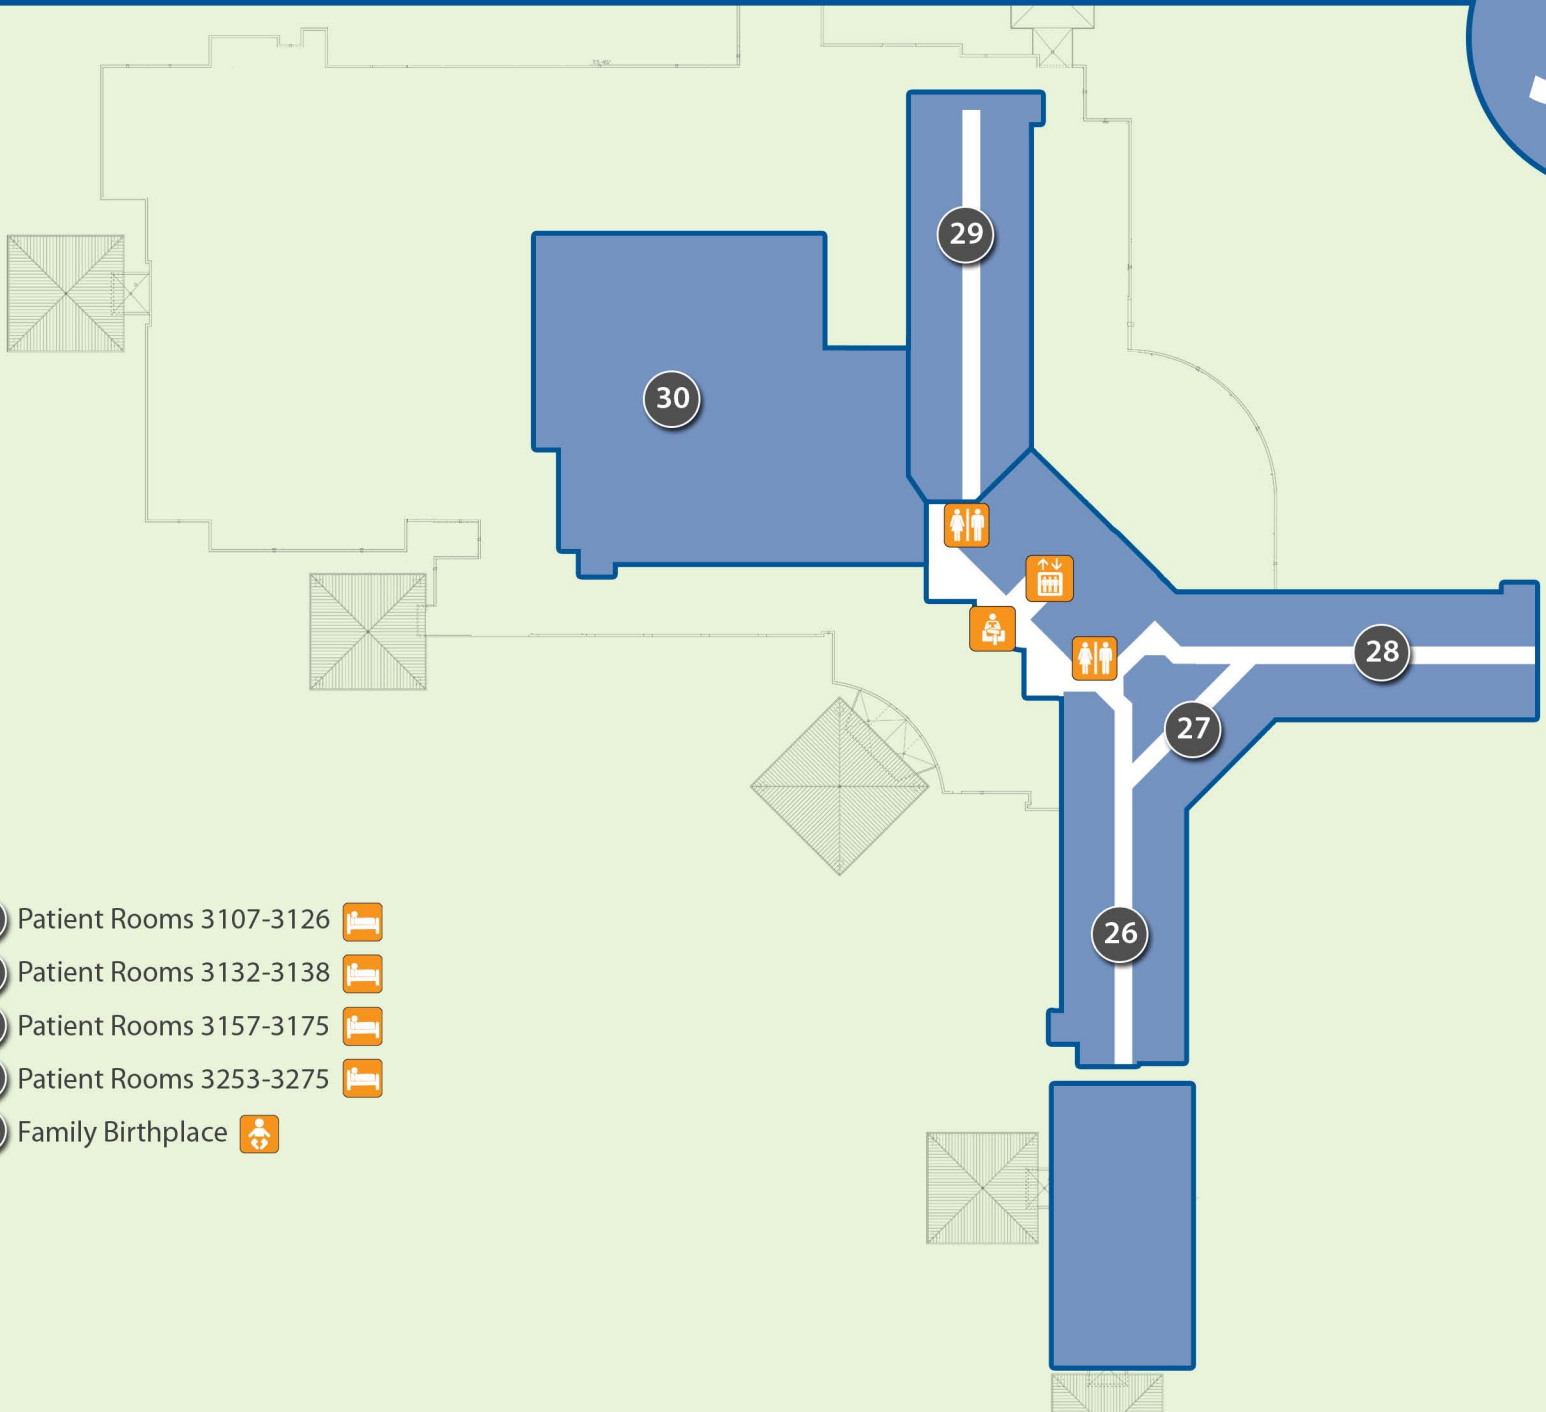 29
30
28
27
26
Patient Rooms 3107-3126
Patient Rooms 3132-3138
Patient Rooms 3157-3175
Patient Rooms 3253-3275
Family Birthplace